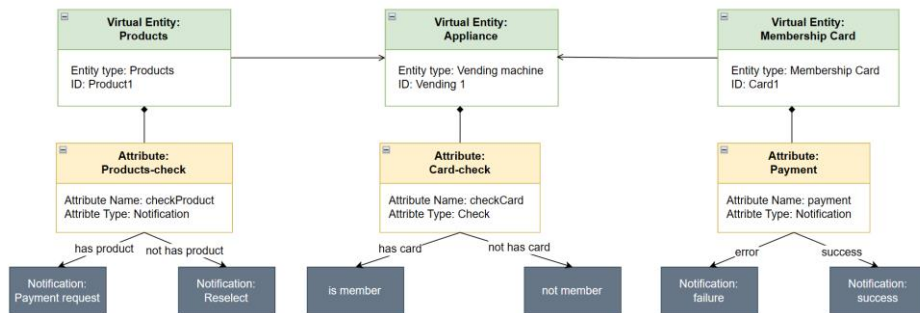 Virtual Entity:
Products
Entity type: Products
ID: Product1
Virtual Entity:
Appliance
Entity type: Vending machine
ID: Vending 1
Virtual Entity:
Membership Card
Entity type: Membership Card
ID: Card1
Attribute:
Products-check
Attribute Name: checkProduct
Attribte Type: Notification
Attribute:
Card-check
Attribute Name: checkCard
Attribte Type: Check
Attribute:
Payment
Attribute Name: payment
Attribte Type: Notification
has product
not has product
has card
not has card
error
success
Notification:
Payment request
Notification:
Reselect
is member
not member
Notification:
failure
Notification:
success